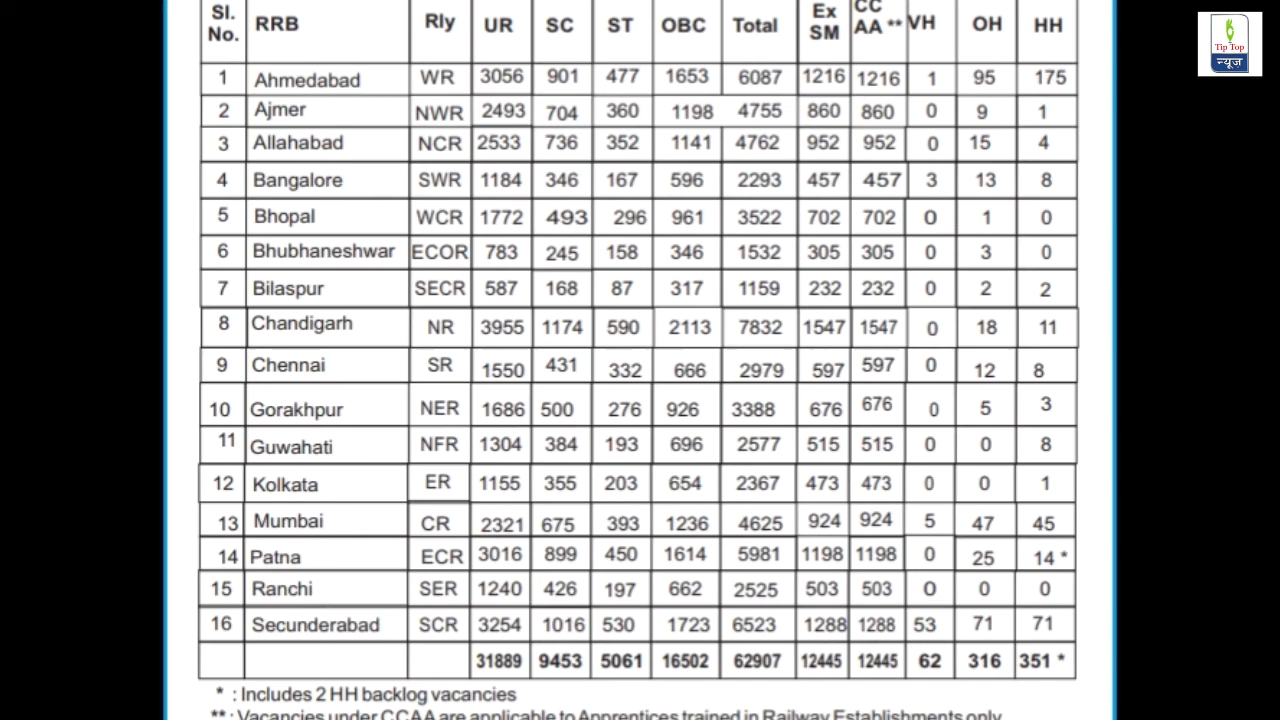 Sl. No. RRB Rly UR SC ST OBC Total Ex SM CC AA ** VH OH HH
1 Ahmedabad WR 3056 901 477 1653 6087 1216 1216 1 95 175
2 Ajmer NWR 2493 704 360 1198 4755 860 860 0 9 1
3 Allahabad NCR 2533 736 352 1141 4762 952 952 0 15 4
4 Bangalore SWR 1184 346 167 596 2293 457 457 3 13 8
5 Bhopal WCR 1772 493 296 961 3522 702 702 0 1 0
6 Bhubhaneshwar ECOR 783 245 158 346 1532 305 305 0 3 0
7 Bilaspur SECR 587 168 87 317 1159 232 232 0 2 2
8 Chandigarh NR 3955 1174 590 2113 7832 1547 1547 0 18 11
9 Chennai SR 1550 431 332 666 2979 597 597 0 12 8
10 Gorakhpur NER 1686 500 276 926 3388 676 676 0 5 3
11 Guwahati NFR 1304 384 193 696 2577 515 515 0 0 8
12 Kolkata ER 1155 355 203 654 2367 473 473 0 0 1
13 Mumbai CR 2321 675 393 1236 4625 924 924 5 47 45
14 Patna ECR 3016 899 450 1614 5981 1198 1198 0 25 14 *
15 Ranchi SER 1240 426 197 662 2525 503 503 0 0 0
16 Secunderabad SCR 3254 1016 530 1723 6523 1288 1288 53 71 71
31889 9453 5061 16502 62907 12445 12445 62 316 351 *
* : Includes 2 HH backlog vacancies
** : Vacancies under CCAA are applicable to Apprentices trained in Railway Establishments only
Tip Top
न्यूज